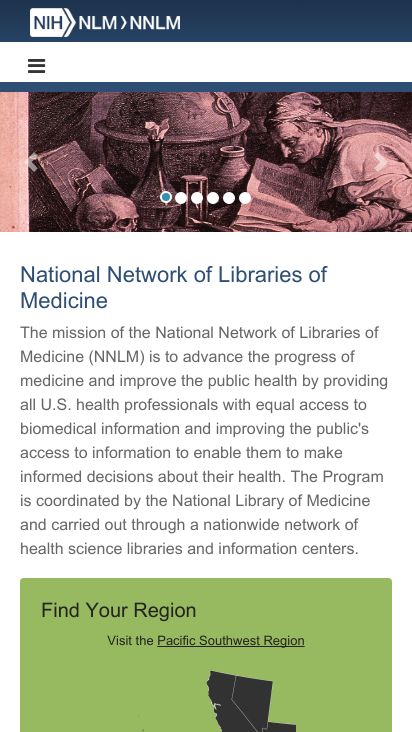 NIH NLM NNLM
National Network of Libraries of
Medicine
The mission of the National Network of Libraries of
Medicine (NNLM) is to advance the progress of
medicine and improve the public health by providing
all U.S. health professionals with equal access to
biomedical information and improving the public's
access to information to enable them to make
informed decisions about their health. The Program
is coordinated by the National Library of Medicine
and carried out through a nationwide network of
health science libraries and information centers.
Find Your Region
Visit the Pacific Southwest Region